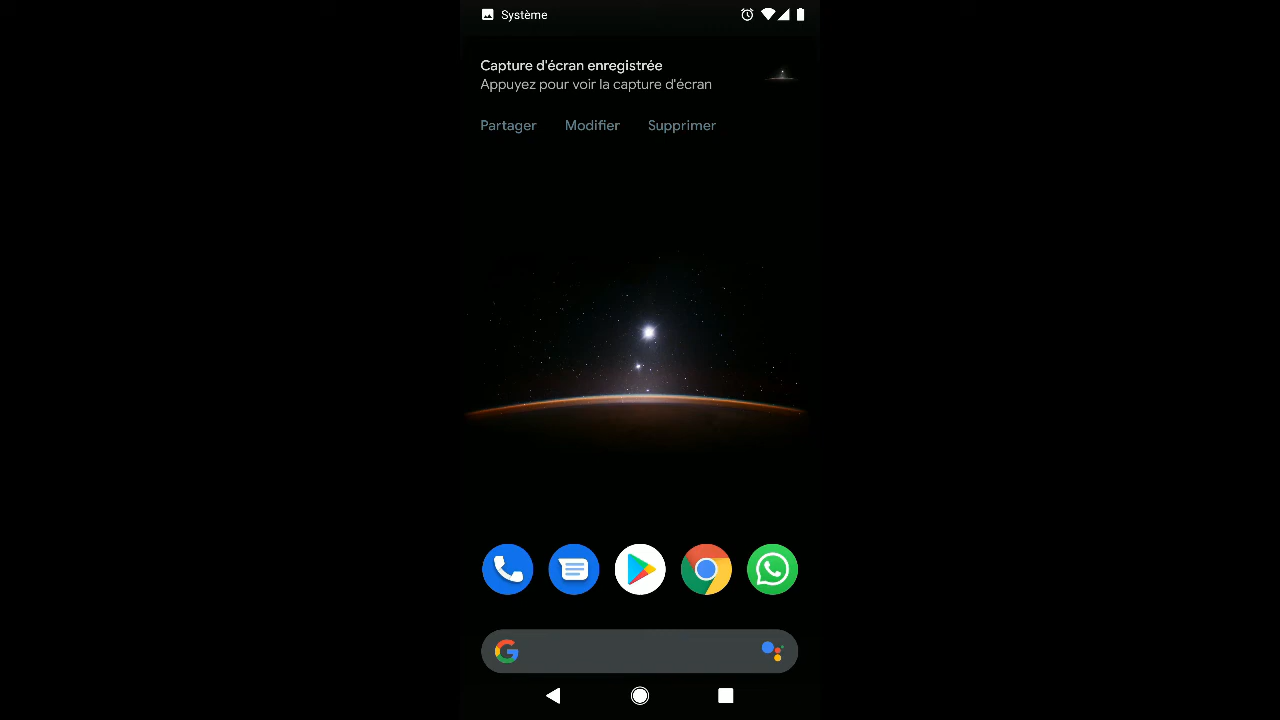 Système
Capture d'écran enregistrée
Appuyez pour voir la capture d'écran
Partager Modifier Supprimer